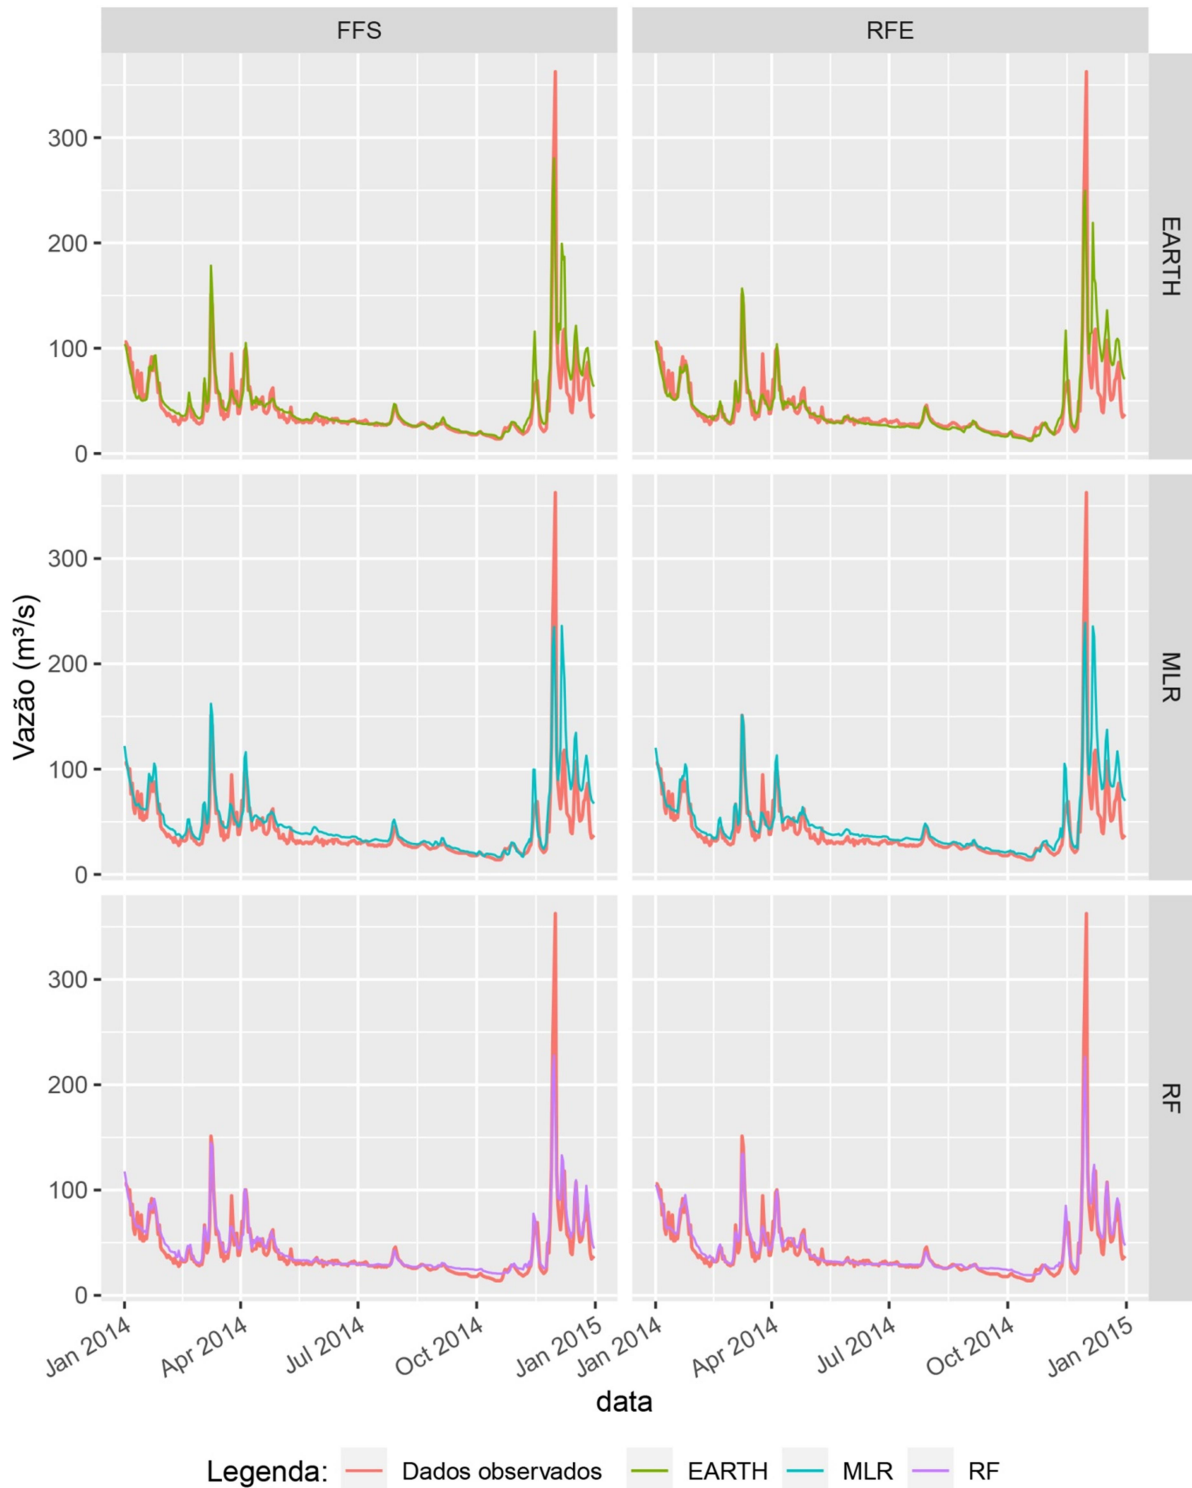 FFS RFE
300
200
100
0
EARTH
300
200
100
0
MLR
Vazão (m³/s)
300
200
100
0
RF
Jan 2014 Apr 2014 Jul 2014 Oct 2014 Jan 2015 Jan 2014 Apr 2014 Jul 2014 Oct 2014 Jan 2015
data
Legenda: Dados observados EARTH MLR RF